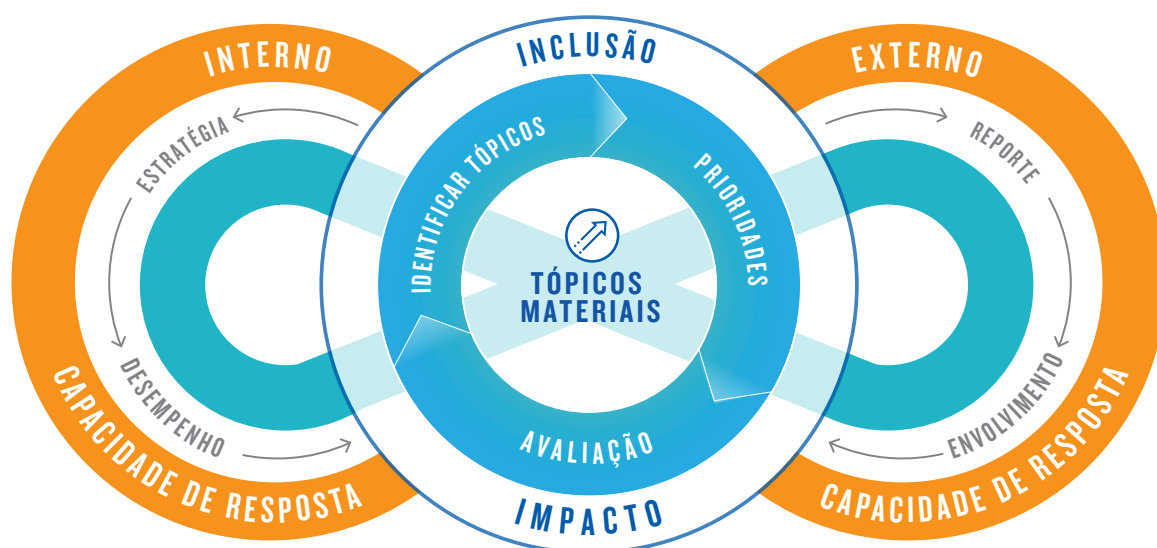 INTERNO
ESTRATÉGIA
DESEMPENHO
CAPACIDADE DE RESPOSTA
INCLUSÃO
IDENTIFICAR TÓPICOS
PRIORIDADES
TÓPICOS
MATERIAIS
AVALIAÇÃO
IMPACTO
EXTERNO
REPORTE
ENVOLVIMENTO
CAPACIDADE DE RESPOSTA